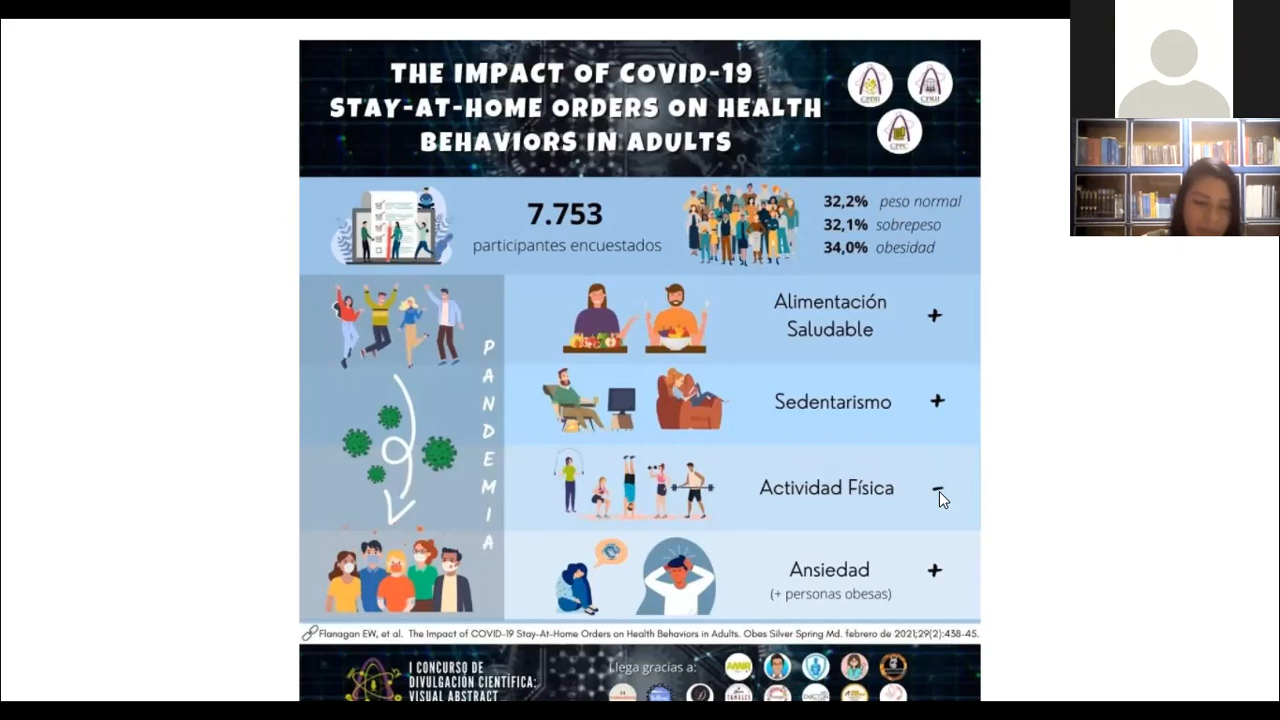 THE IMPACT OF COVID-19
STAY-AT-HOME ORDERS ON HEALTH
BEHAVIORS IN ADULTS
CPPC
7.753
participantes encuestados
32,2% peso normal
32,1% sobrepeso
34,0% obesidad
PANDEMIA
Alimentación
Saludable +
Sedentarismo +
Actividad Física -
Ansiedad +
(+ personas obesas)
Flanagan EW, et al. The Impact of COVID-19 Stay-At-Home Orders on Health Behaviors in Adults. Obes Silver Spring Md. febrero de 2021;29(2):438-45.
I CONCURSO DE
DIVULGACIÓN CIENTÍFICA:
VISUAL ABSTRACT
Llega gracias a: